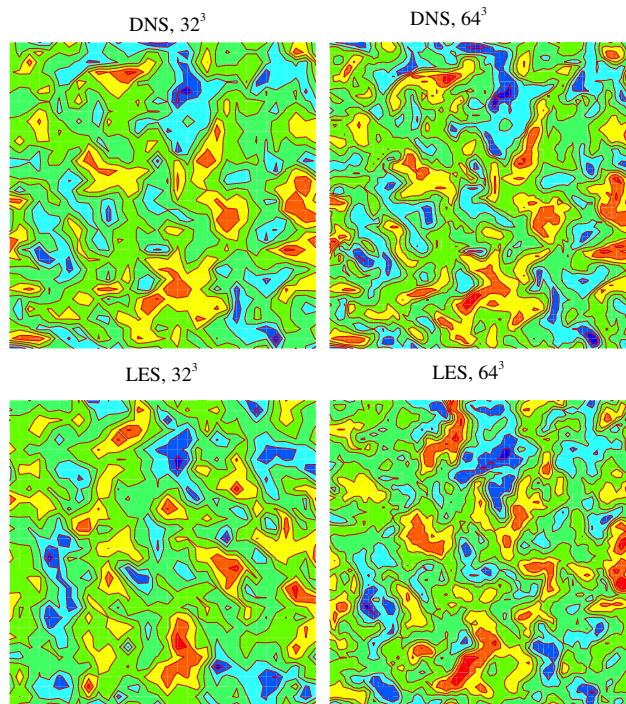 DNS, 32³
DNS, 64³
LES, 32³
LES, 64³